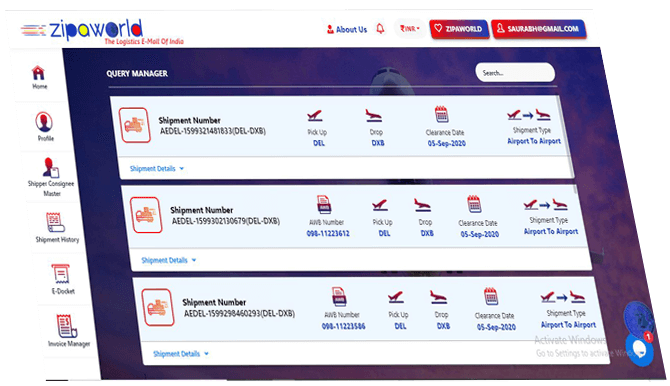 zipaworld
The Logistics E-Mall Of India
About Us
₹INR
ZIPAWORLD
SAURABH@GMAIL.COM
Home
Profile
Shipper Consignee
Master
Shipment History
E-Docket
Invoice Manager
QUERY MANAGER
Search...
Shipment Number
AEDEL-1599321481833(DEL-DXB)
Pick Up
DEL
Drop
DXB
Clearance Date
05-Sep-2020
Shipment Type
Airport To Airport
Shipment Details
Shipment Number
AEDEL-1599302130679(DEL-DXB)
AWB
AWB Number
098-11223612
Pick Up
DEL
Drop
DXB
Clearance Date
05-Sep-2020
Shipment Type
Airport To Airport
Shipment Details
Shipment Number
AEDEL-1599298460293(DEL-DXB)
AWB
AWB Number
098-11223586
Pick Up
DEL
Drop
DXB
Clearance Date
05-Sep-2020
Shipment Type
Airport To Airport
Shipment Details
Activate Windows
Go to Settings to activate Win
1